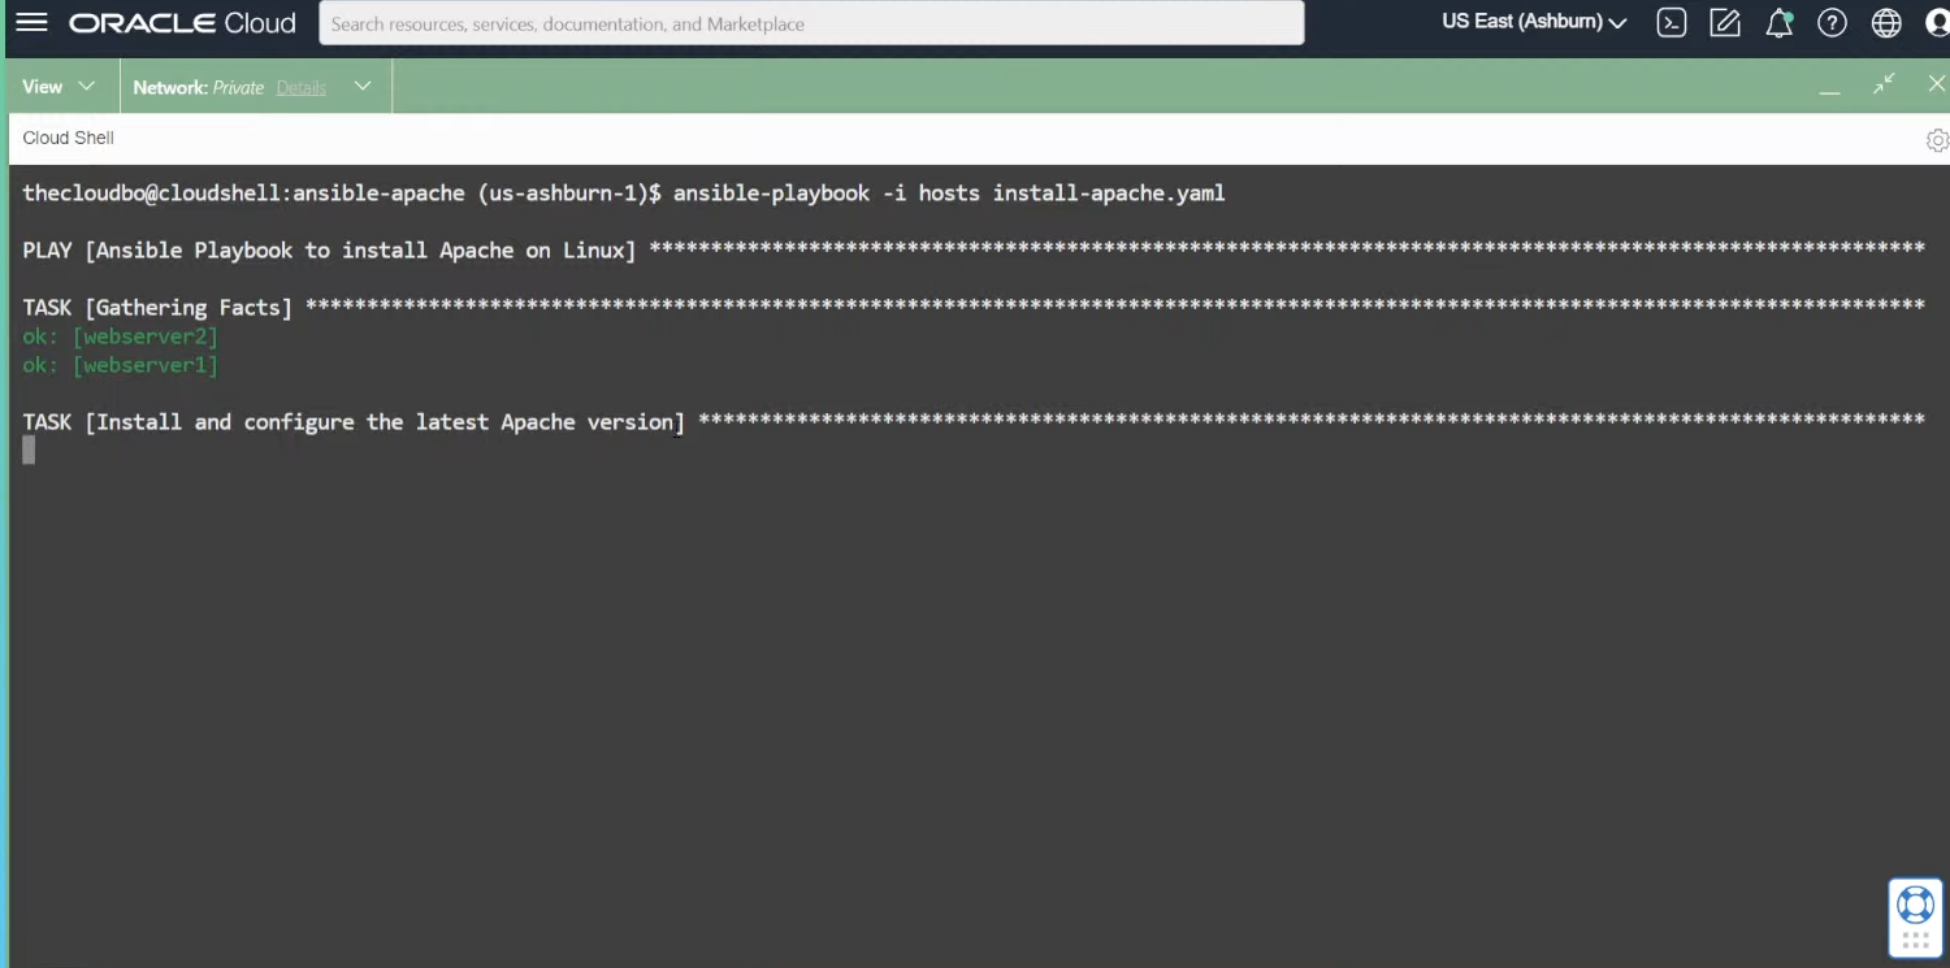 ORACLE Cloud
Search resources, services, documentation, and Marketplace
US East (Ashburn)
View
Network: Private Details
Cloud Shell
thecloudbo@cloudshell:ansible-apache (us-ashburn-1)$ ansible-playbook -i hosts install-apache.yaml
PLAY [Ansible Playbook to install Apache on Linux] ********************************************************************************************************
TASK [Gathering Facts] ************************************************************************************************************************************
ok: [webserver2]
ok: [webserver1]
TASK [Install and configure the latest Apache version] ****************************************************************************************************